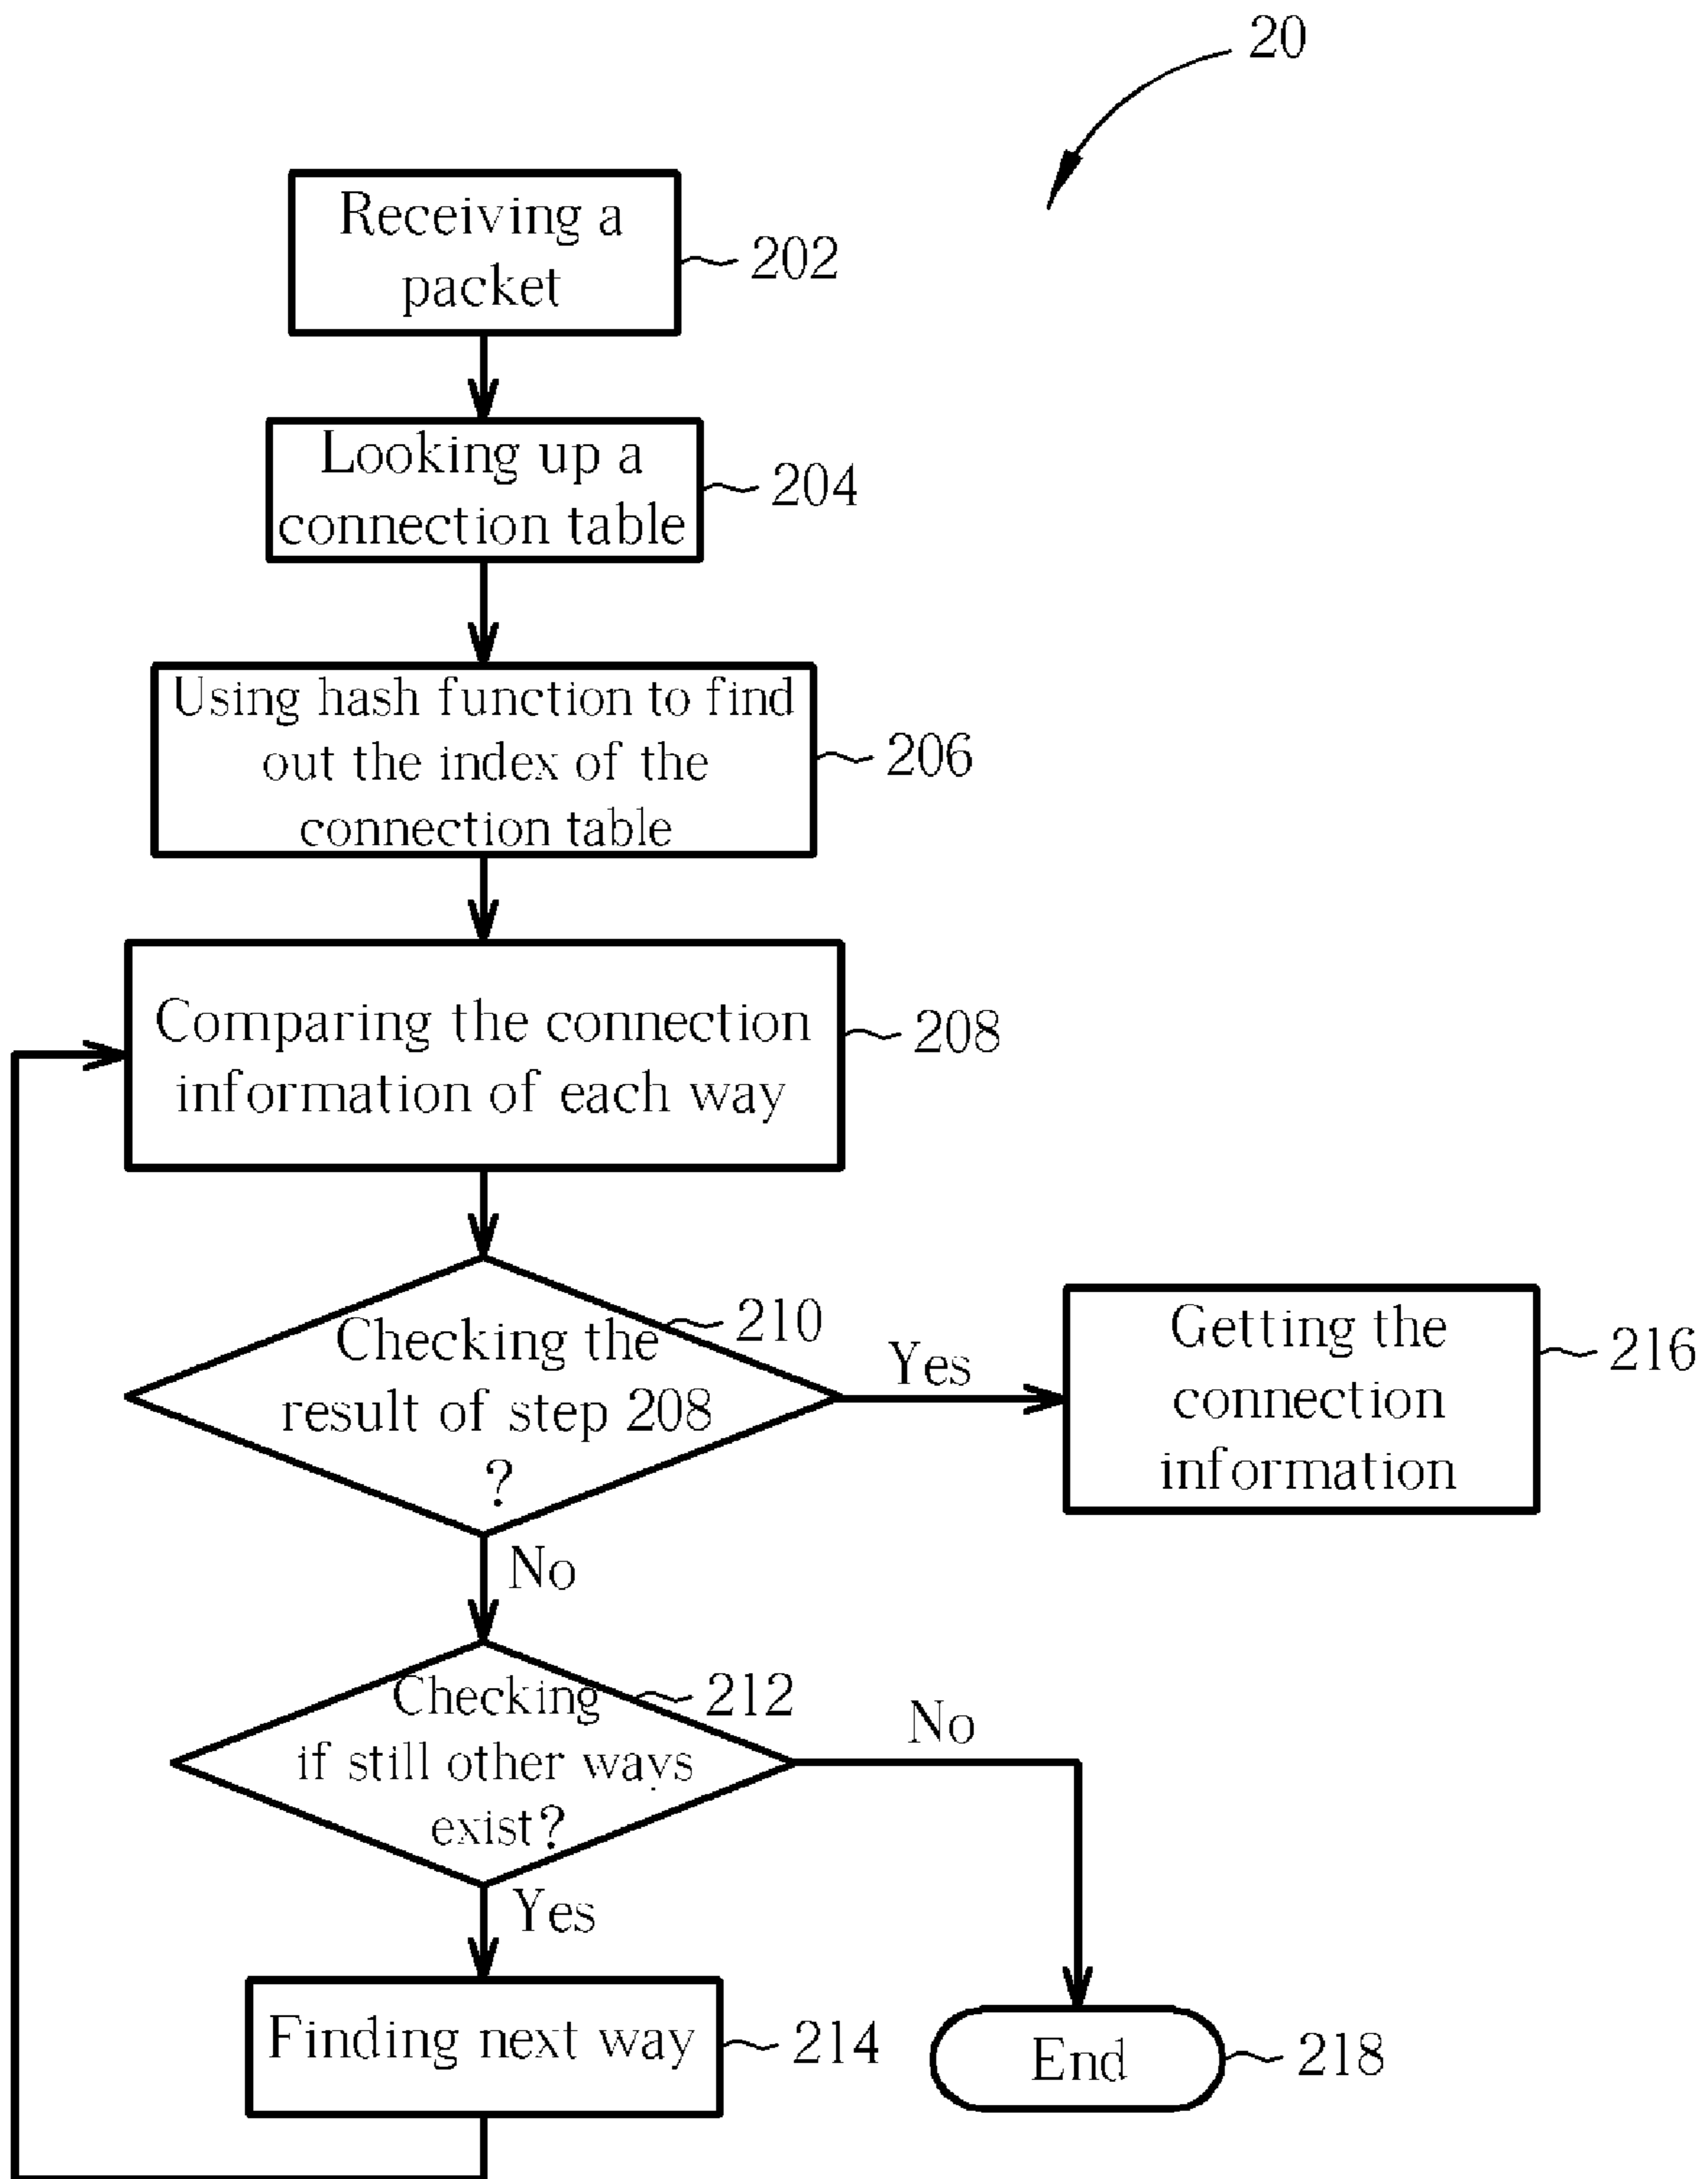 20
Receiving a
packet
202
Looking up a
connection table
204
Using hash function to find
out the index of the
connection table
206
Comparing the connection
information of each way
208
Checking the
result of step 208
?
210
Yes
Getting the
connection
information
216
No
Checking
if still other ways
exist?
212
No
Yes
Finding next way
214
End
218